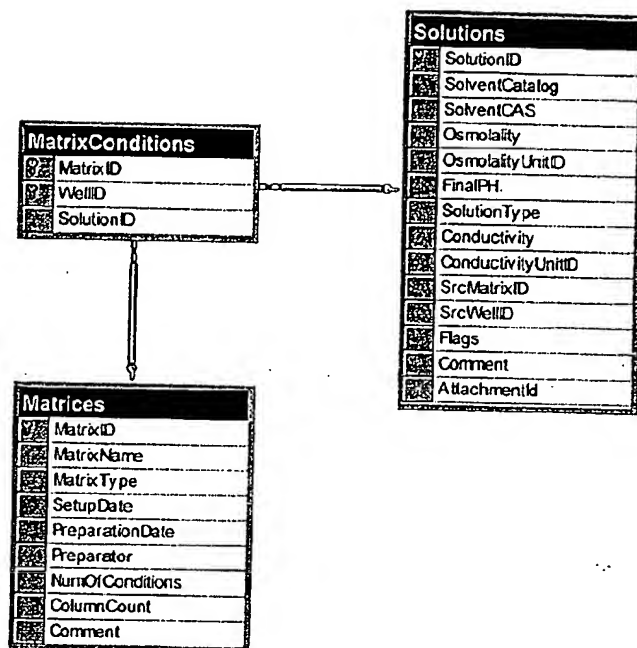 MatrixConditions
MatrixID
WellID
SolutionID
Solutions
SolutionID
SolventCatalog
SolventCAS
Osmolality
OsmolalityUnitID
FinalPH
SolutionType
Conductivity
ConductivityUnitID
SrcMatrixID
SrcWellID
Flags
Comment
AttachmentId
Matrices
MatrixID
MatrixName
MatrixType
SetupDate
PreparationDate
Preparator
NumOfConditions
ColumnCount
Comment